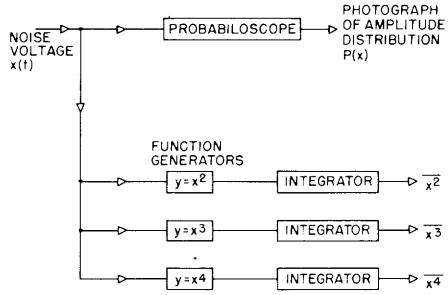 NOISE
VOLTAGE
x(t)
PROBABILOSCOPE
PHOTOGRAPH
OF AMPLITUDE
DISTRIBUTION
P(x)
FUNCTION
GENERATORS
y=x2
INTEGRATOR
x2
y=x3
INTEGRATOR
x3
y=x4
INTEGRATOR
x4